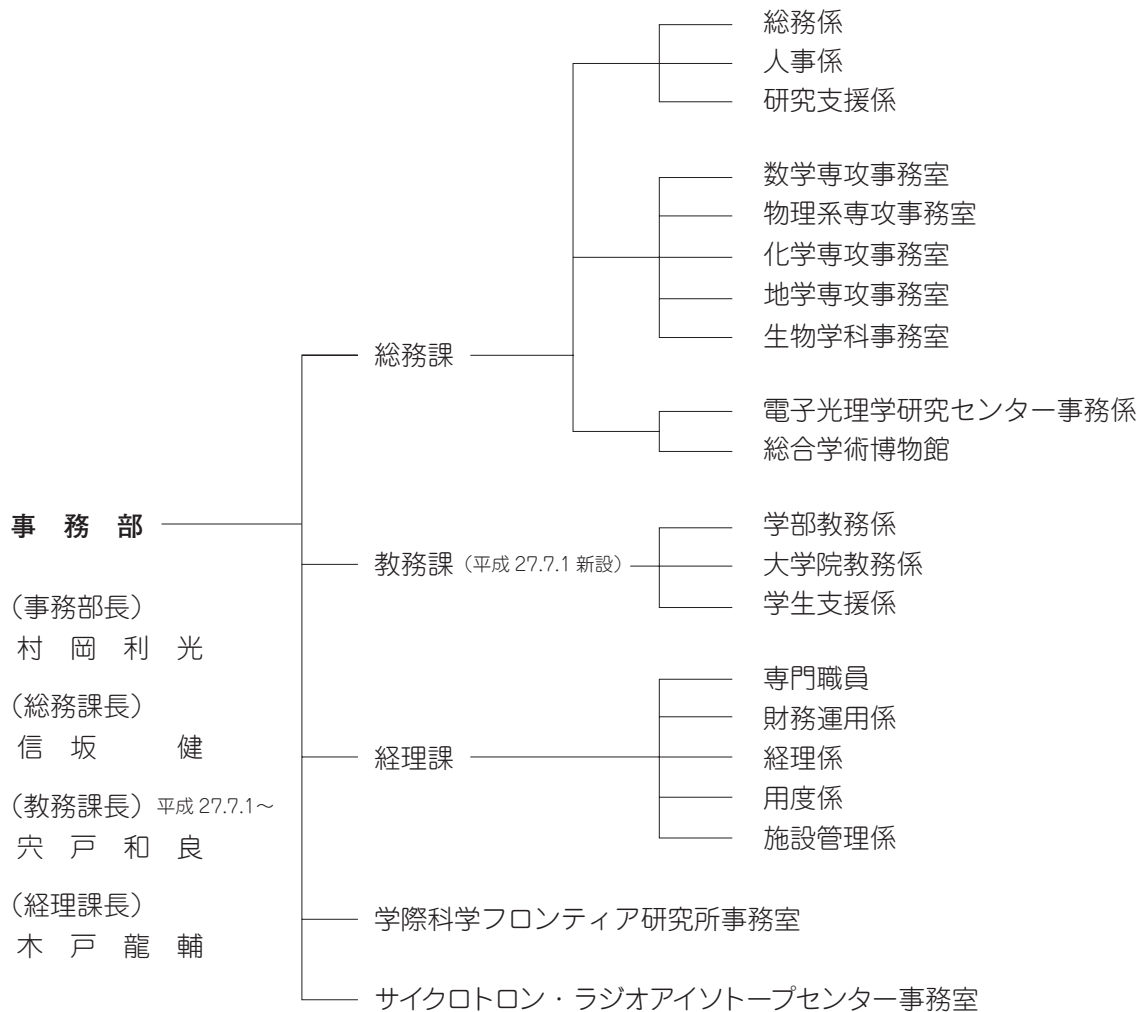 総務係
人事係
研究支援係
数学専攻事務室
物理系専攻事務室
化学専攻事務室
地学専攻事務室
生物学科事務室
総務課
電子光理学研究センター事務係
総合学術博物館
事　務　部
学部教務係
教務課（平成 27.7.1 新設）
大学院教務係
学生支援係
（事務部長）
村　岡　利　光
（総務課長）
信　坂　　　健
（教務課長）平成 27.7.1～
宍　戸　和　良
（経理課長）
木　戸　龍　輔
専門職員
財務運用係
経理課
経理係
用度係
施設管理係
学際科学フロンティア研究所事務室
サイクロトロン・ラジオアイソトープセンター事務室